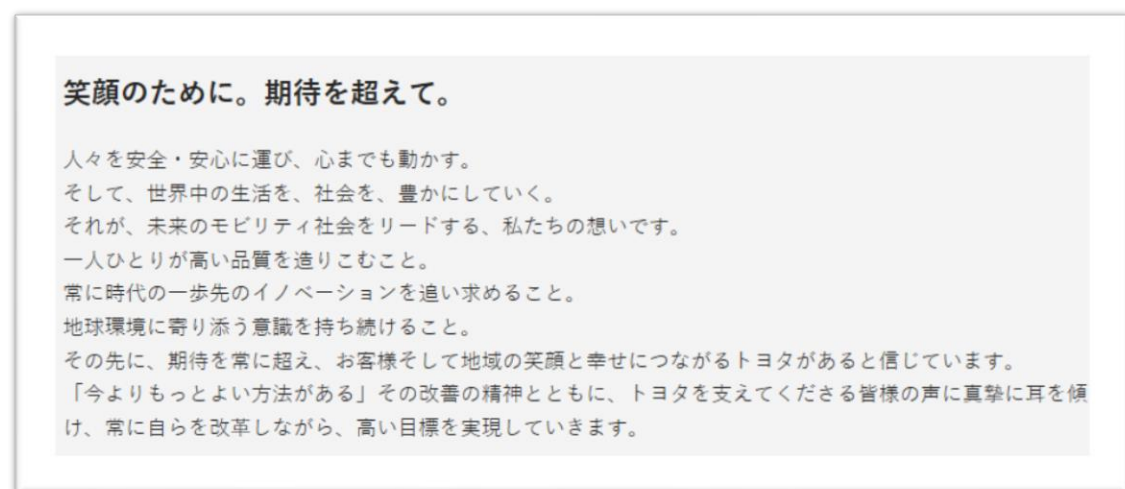 笑顔のために。期待を超えて。
人々を安全・安心に運び、心までも動かす。
そして、世界中の生活を、社会を、豊かにしていく。
それが、未来のモビリティ社会をリードする、私たちの想いです。
一人ひとりが高い品質を造りこむこと。
常に時代の一歩先のイノベーションを追い求めること。
地球環境に寄り添う意識を持ち続けること。
その先に、期待を常に超え、お客様そして地域の笑顔と幸せにつながるトヨタがあると信じています。
「今よりもっとよい方法がある」その改善の精神とともに、トヨタを支えてくださる皆様の声に真摯に耳を傾
け、常に自らを改革しながら、高い目標を実現していきます。